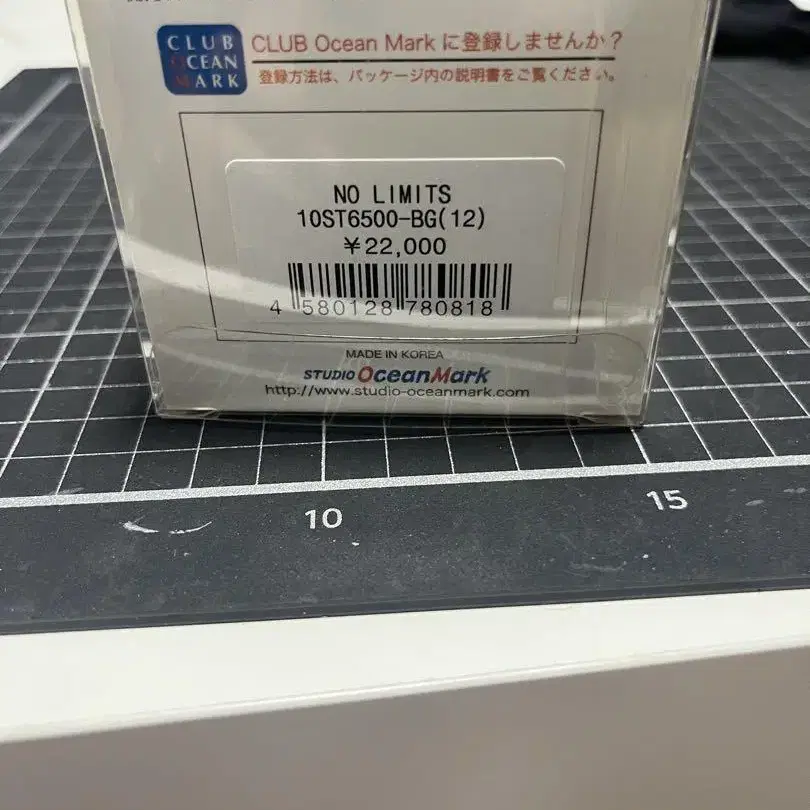 CLUB
OCEAN
MARK
CLUB Ocean Mark に登録しませんか？
登録方法は、パッケージ内の説明書をご覧ください。
NO LIMITS
10ST6500-BG(12)
￥22,000
4 580128 780818
MADE IN KOREA
STUDIO OceanMark
http://www.studio-oceanmark.com
10
15